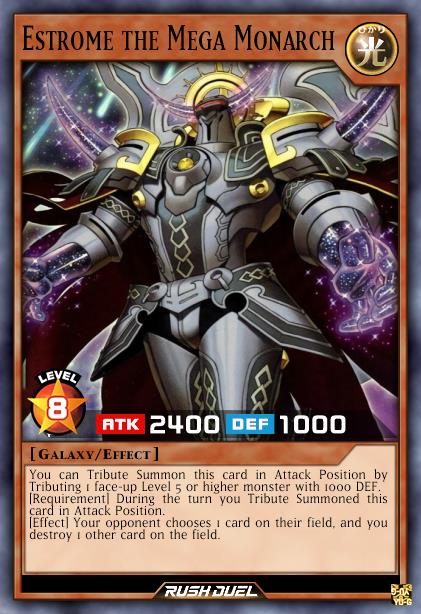 Estrome the Mega Monarch
ひかり
光
LEVEL
8
ATK 2400 DEF 1000
[Galaxy/Effect]
You can Tribute Summon this card in Attack Position by
Tributing 1 face-up Level 5 or higher monster with 1000 DEF.
[Requirement] During the turn you Tribute Summoned this
card in Attack Position.
[Effect] Your opponent chooses 1 card on their field, and you
destroy 1 other card on the field.
RUSH DUEL